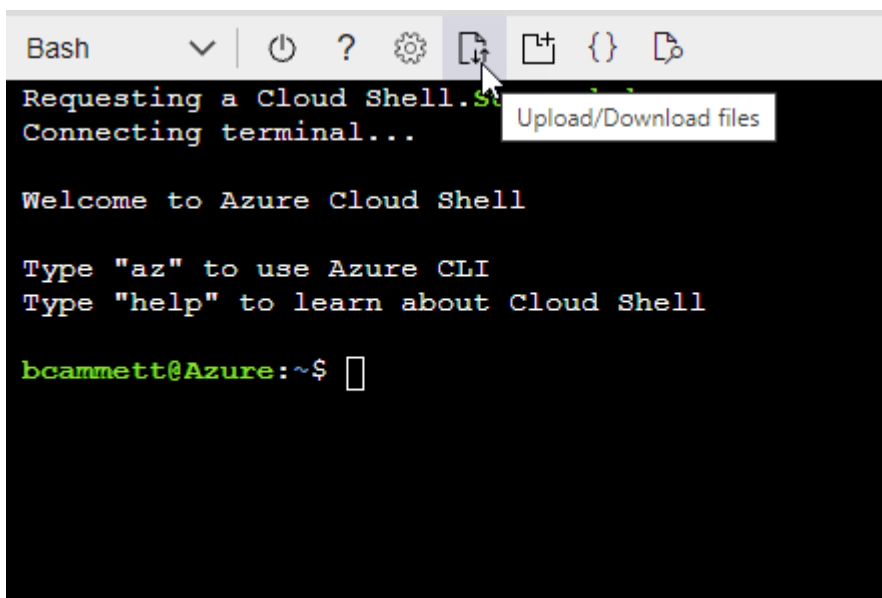 Bash ? {}
Requesting a Cloud Shell.
Upload/Download files
Connecting terminal...
Welcome to Azure Cloud Shell
Type "az" to use Azure CLI
Type "help" to learn about Cloud Shell
bcammett@Azure:~$